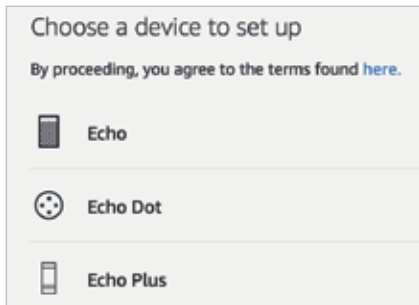 Choose a device to set up
By proceeding, you agree to the terms found here.
Echo
Echo Dot
Echo Plus